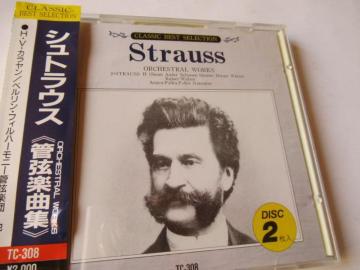 CLASSIC
BEST SELECTION
シュトラウス
《管弦楽曲集》
ORCHESTRAL WORKS
●H・V・カラヤン/ベルリン・フィルハーモニー管弦楽団
TC-308
¥2,000
CLASSIC BEST SELECTION
Strauss
ORCHESTRAL WORKS
DISC
2
枚入
TC-308